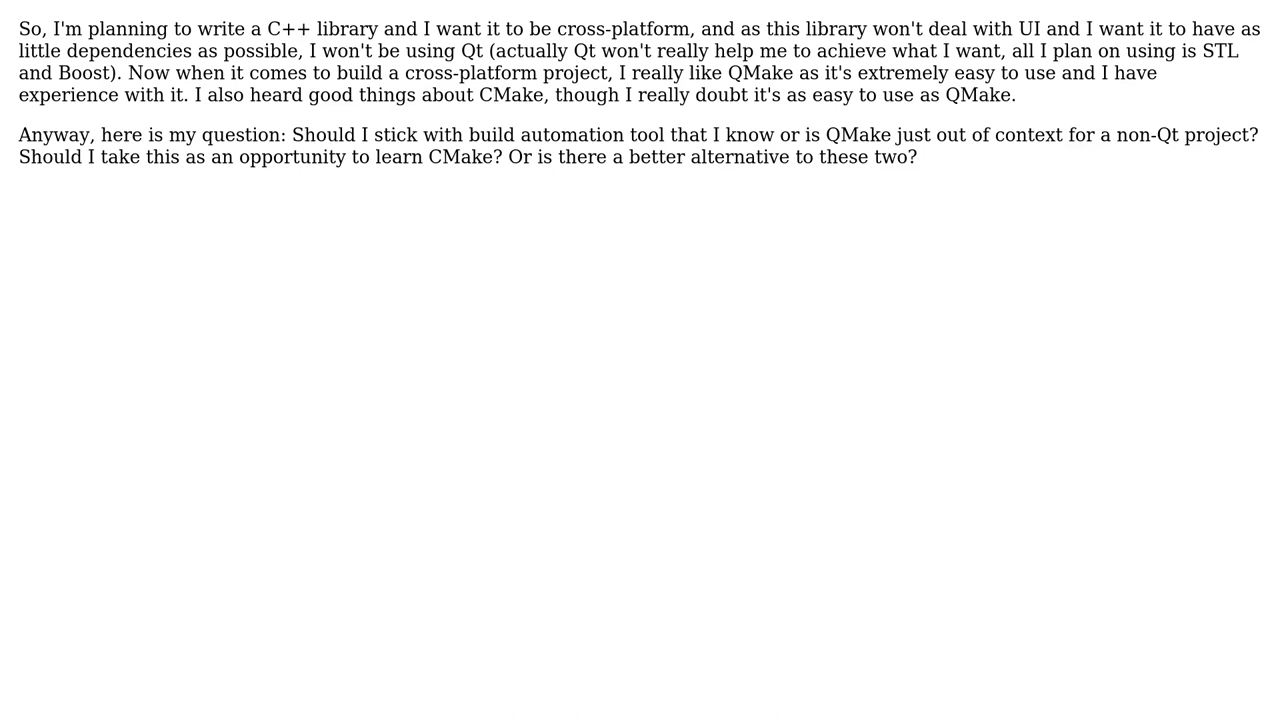 So, I'm planning to write a C++ library and I want it to be cross-platform, and as this library won't deal with UI and I want it to have as
little dependencies as possible, I won't be using Qt (actually Qt won't really help me to achieve what I want, all I plan on using is STL
and Boost). Now when it comes to build a cross-platform project, I really like QMake as it's extremely easy to use and I have
experience with it. I also heard good things about CMake, though I really doubt it's as easy to use as QMake.
Anyway, here is my question: Should I stick with build automation tool that I know or is QMake just out of context for a non-Qt project?
Should I take this as an opportunity to learn CMake? Or is there a better alternative to these two?